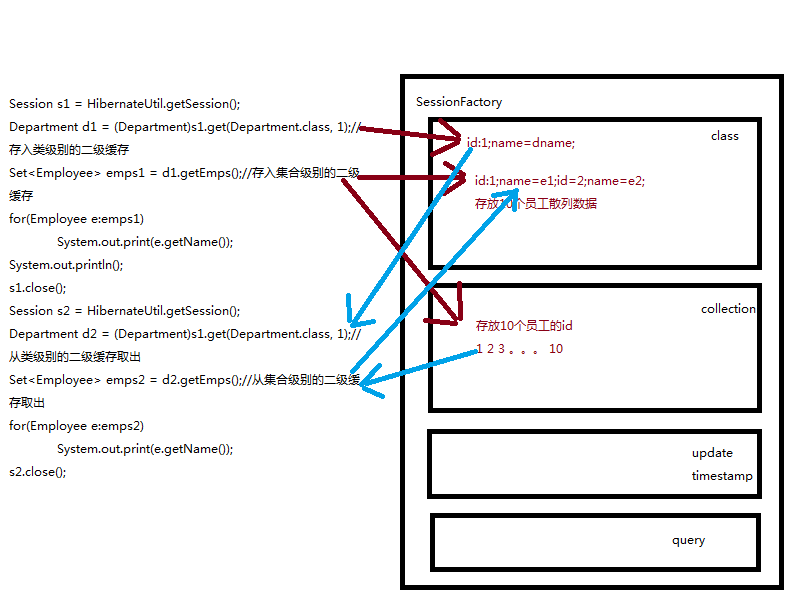 Session s1 = HibernateUtil.getSession();
Department d1 = (Department)s1.get(Department.class, 1);//
存入类级别的二级缓存
Set<Employee> emps1 = d1.getEmps();//存入集合级别的二级
缓存
for(Employee e:emps1)
System.out.print(e.getName());
System.out.println();
s1.close();
Session s2 = HibernateUtil.getSession();
Department d2 = (Department)s1.get(Department.class, 1);//
从类级别的二级缓存取出
Set<Employee> emps2 = d2.getEmps();//从集合级别的二级缓
存取出
for(Employee e:emps2)
System.out.print(e.getName());
s2.close();
SessionFactory
class
id:1;name=dname;
id:1;name=e1;id=2;name=e2;
存放10个员工散列数据
collection
存放10个员工的id
1 2 3 。。。 10
update
timestamp
query